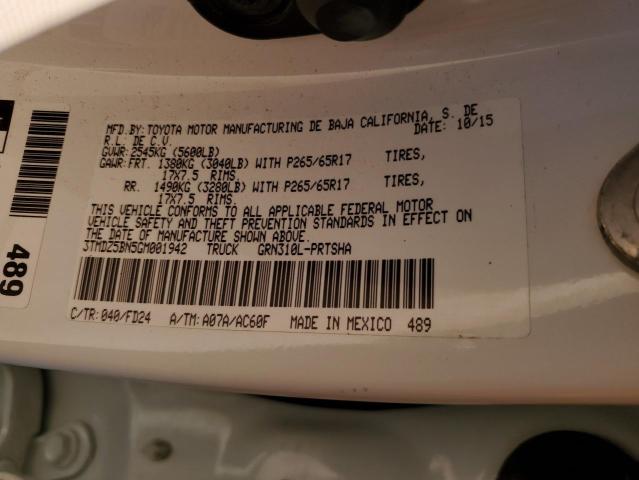 MFD.BY: TOYOTA MOTOR MANUFACTURING DE BAJA CALIFORNIA, S. DE
R.L. DE C.V. DATE: 10/15
GVWR: 2545KG (5600LB)
GAWR: FRT. 1380KG (3040LB) WITH P265/65R17 TIRES,
17X7.5 RIMS.
RR. 1490KG (3280LB) WITH P265/65R17 TIRES,
17X7.5 RIMS.
THIS VEHICLE CONFORMS TO ALL APPLICABLE FEDERAL MOTOR
VEHICLE SAFETY AND THEFT PREVENTION STANDARDS IN EFFECT ON
THE DATE OF MANUFACTURE SHOWN ABOVE.
3TMDZ5BN5GM001942 TRUCK GRN310L-PRTSHA
C/TR: 040/FD24 A/TM: A07A/AC60F MADE IN MEXICO 489
489